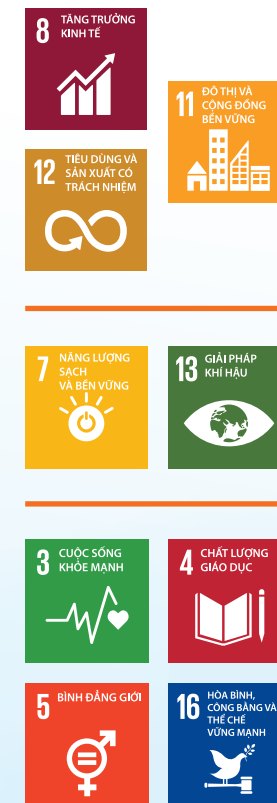 8
TĂNG TRƯỞNG
KINH TẾ
11
ĐÔ THỊ VÀ
CỘNG ĐỒNG
BỀN VỮNG
12
TIÊU DÙNG VÀ
SẢN XUẤT CÓ
TRÁCH NHIỆM
7
NĂNG LƯỢNG
SẠCH
VÀ BỀN VỮNG
13
GIẢI PHÁP
KHÍ HẬU
3
CUỘC SỐNG
KHỎE MẠNH
4
CHẤT LƯỢNG
GIÁO DỤC
5
BÌNH ĐẲNG GIỚI
16
HÒA BÌNH,
CÔNG BẰNG VÀ
THỂ CHẾ
VỮNG MẠNH